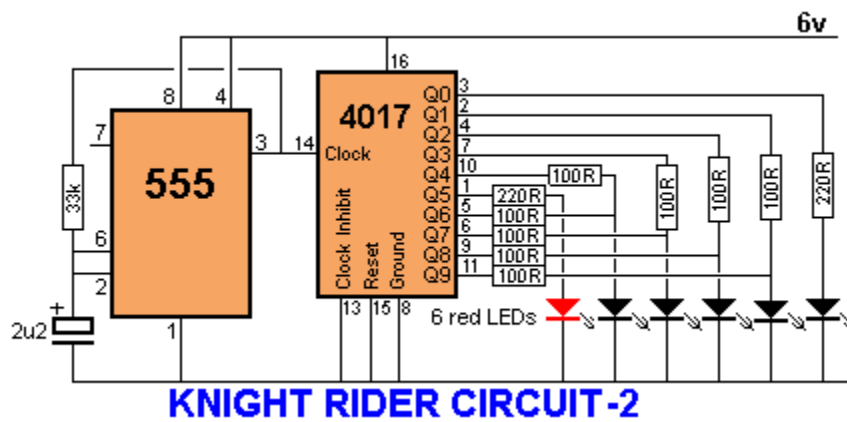 6v
16
8
4
3
7
555
33k
6
2
1
+
2u2
14
4017
Clock
Clock Inhibit
Reset
Ground
13
15
8
Q0
3
Q1
2
Q2
4
Q3
7
Q4
10
100R
Q5
1
220R
Q6
5
100R
Q7
6
100R
Q8
9
100R
Q9
11
100R
100R
100R
100R
220R
6 red LEDs
KNIGHT RIDER CIRCUIT-2